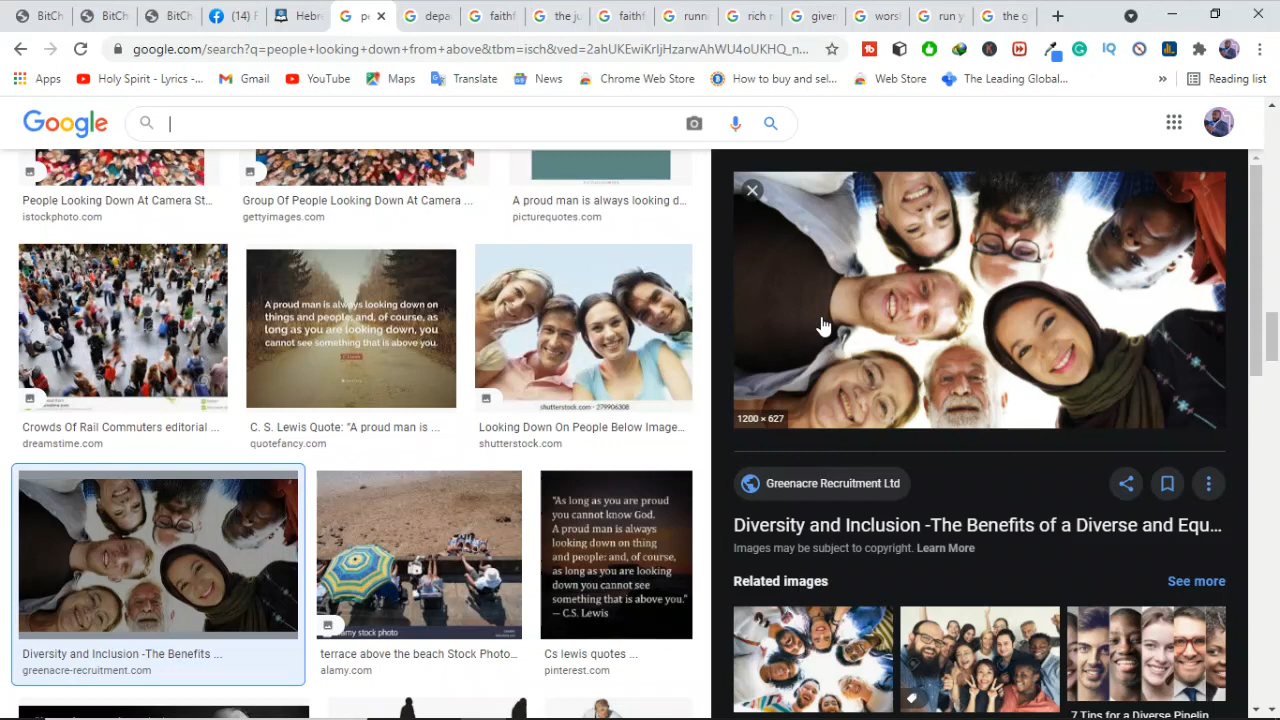 BitCh
BitCh
BitCh
(14) F
Hebre
pe
depa
faithf
the ju
faithf
runni
rich r
given
worsl
run y
the g
google.com/search?q=people+looking+down+from+above&tbm=isch&ved=2ahUKEwiKrIjHzarwAhWU4oUKHQ_n...
Apps
Holy Spirit - Lyrics -...
Gmail
YouTube
Maps
Translate
News
Chrome Web Store
How to buy and sel...
Web Store
The Leading Global...
»
Reading list
Google
People Looking Down At Camera St...
istockphoto.com
Group Of People Looking Down At Camera ...
gettyimages.com
A proud man is always looking d...
picturequotes.com
A proud man is always looking down on
things and people; and, of course, as
long as you are looking down, you
cannot see something that is above you.
shutterstock.com · 279906308
Crowds Of Rail Commuters editorial ...
dreamstime.com
C. S. Lewis Quote: “A proud man is ...
quotefancy.com
Looking Down On People Below Image...
shutterstock.com
alamy stock photo
"As long as you are proud
you cannot know God.
A proud man is always
looking down on thing
and people: and, of course,
as long as you are looking
down you cannot see
something that is above you."
— C.S. Lewis
Diversity and Inclusion -The Benefits ...
greenacre-recruitment.com
terrace above the beach Stock Photo...
alamy.com
Cs lewis quotes ...
pinterest.com
1200 × 627
Greenacre Recruitment Ltd
Diversity and Inclusion -The Benefits of a Diverse and Equ...
Images may be subject to copyright. Learn More
Related images
See more
7 Tips for a Diverse Pipelin